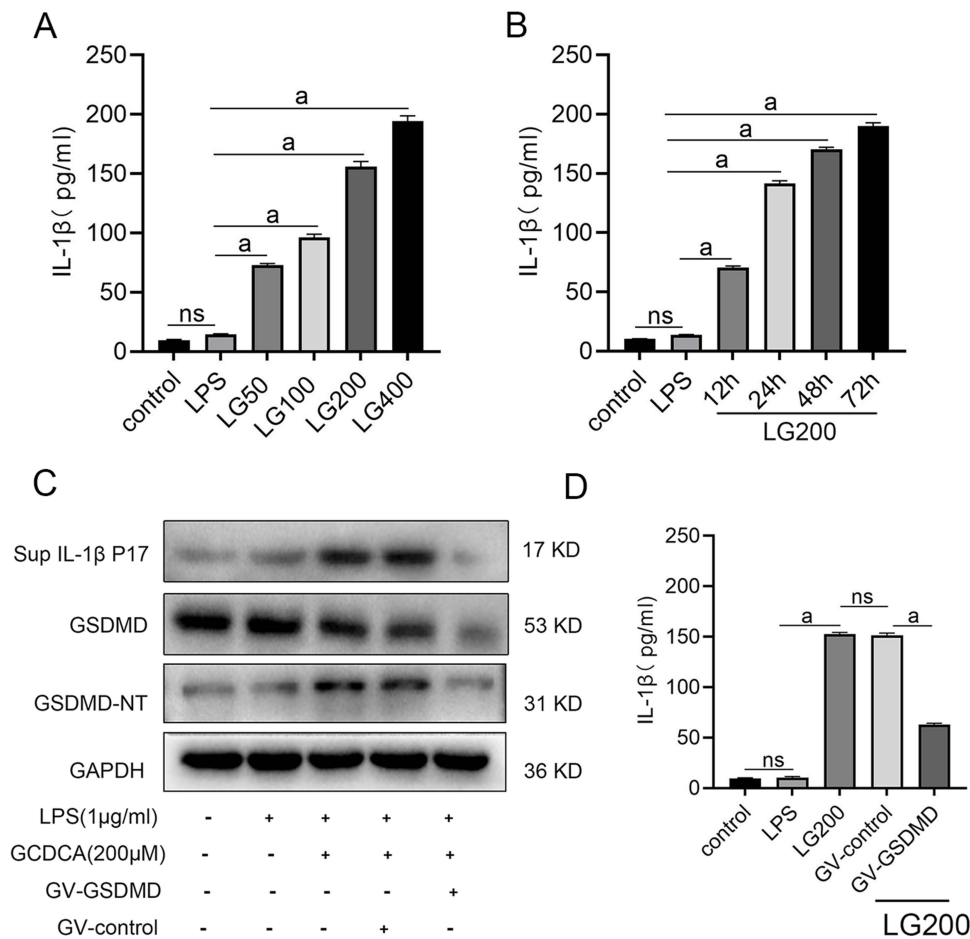 A
IL-1β( pg/ml)
250
200
150
100
50
0
ns
a
a
a
a
control
LPS
LG50
LG100
LG200
LG400
B
IL-1β( pg/ml)
250
200
150
100
50
0
ns
a
a
a
a
control
LPS
12h
24h
48h
72h
LG200
C
Sup IL-1β P17 17 KD
GSDMD 53 KD
GSDMD-NT 31 KD
GAPDH 36 KD
LPS(1μg/ml) - + + + +
GCDCA(200μM) - - + + +
GV-GSDMD - - - - +
GV-control - - - + -
D
IL-1β( pg/ml)
250
200
150
100
50
0
ns
a
ns
a
control
LPS
LG200
GV-control
GV-GSDMD
LG200